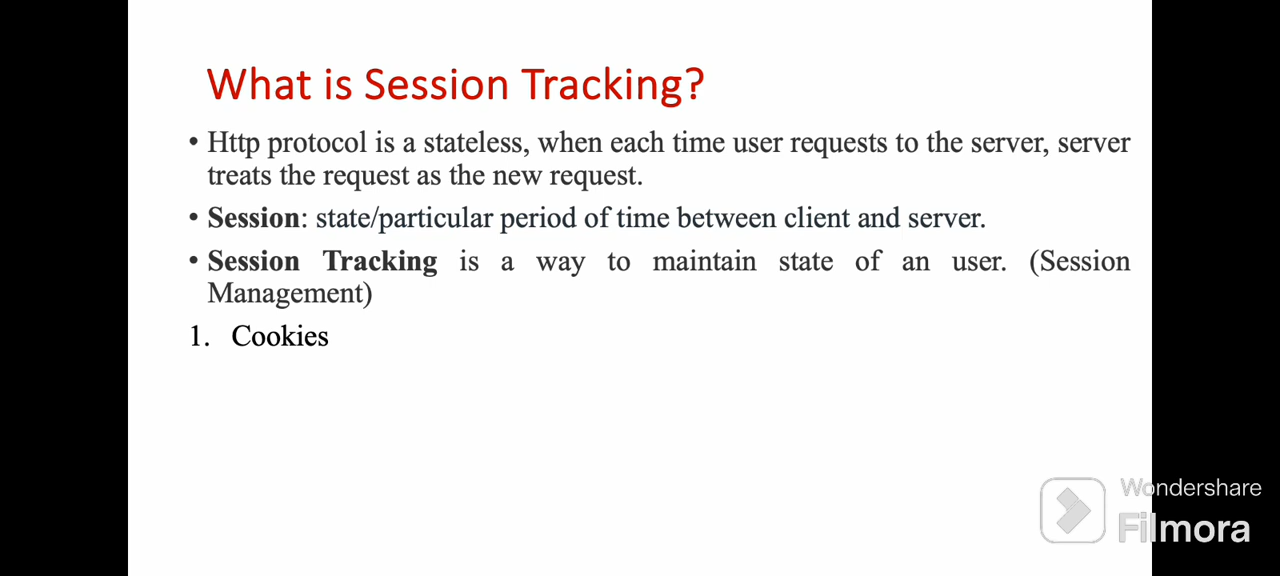 What is Session Tracking?
• Http protocol is a stateless, when each time user requests to the server, server
treats the request as the new request.
• Session: state/particular period of time between client and server.
• Session Tracking is a way to maintain state of an user. (Session
Management)
1. Cookies
Wondershare
Filmora